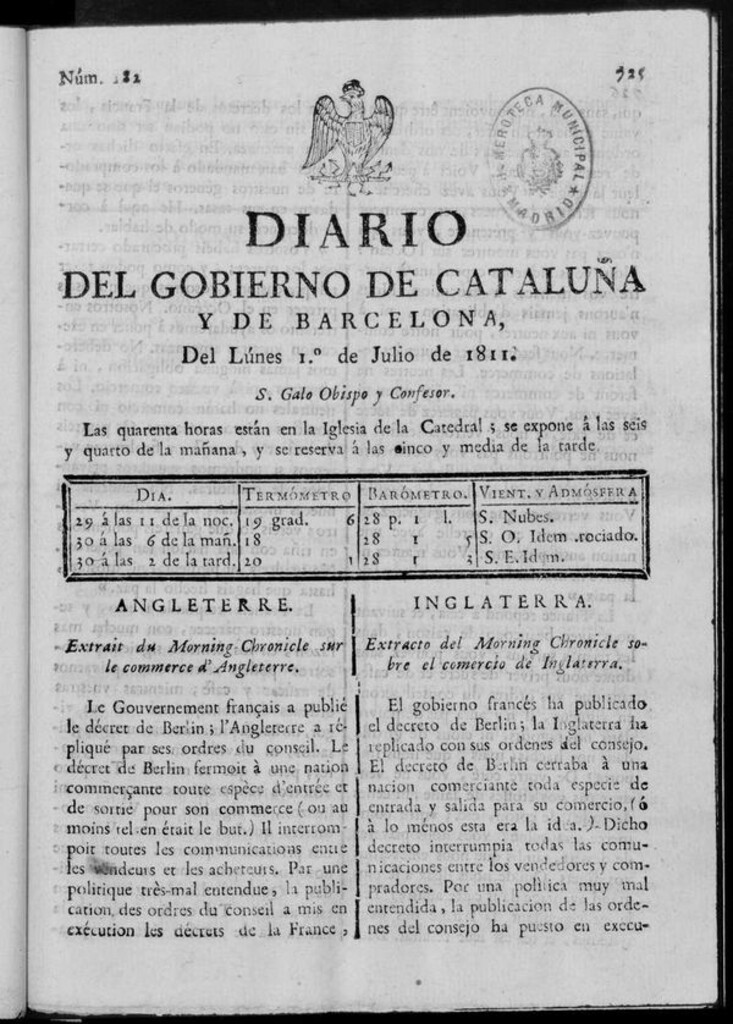 Núm. 182
525
HEMEROTECA MUNICIPAL
MADRID
DIARIO
DEL GOBIERNO DE CATALUÑA
Y DE BARCELONA,
Del Lúnes 1.º de Julio de 1811.
S. Galo Obispo y Confesor.
Las quarenta horas están en la Iglesia de la Catedral; se expone á las seis
y quarto de la mañana, y se reserva á las cinco y media de la tarde.
DIA. TERMÓMETRO BARÓMETRO. VIENT. Y ADMÓSFERA
29 á las 11 de la noc. 19 grad. 6 28 p. 1 l. S. Nubes.
30 á las 6 de la mañ. 18 28 1 5 S. O. Idem rociado.
30 á las 2 de la tard. 20 1 28 1 3 S. E. Idem.
ANGLETERRE.
Extrait du Morning Chronicle sur
le commerce d'Angleterre.
Le Gouvernement français a publié
le décret de Berlin; l'Angleterre a ré-
pliqué par ses ordres du conseil. Le
décret de Berlin fermoit à une nation
commerçante toute espèce d'entrée et
de sortie pour son commerce (ou au
moins tel en était le but.) Il interrom-
poit toutes les communications entre
les vendeurs et les acheteurs. Par une
politique très-mal entendue, la publi-
cation des ordres du conseil a mis en
exécution les décrets de la France,
INGLATERRA.
Extracto del Morning Chronicle so-
bre el comercio de Inglaterra.
El gobierno francés ha publicado
el decreto de Berlin; la Inglaterra ha
replicado con sus ordenes del consejo.
El decreto de Berlin cerraba à una
nacion comerciante toda especie de
entrada y salida para su comercio, (ó
à lo ménos esta era la idea.) Dicho
decreto interrumpia todas las comu-
nicaciones entre los vendedores y com-
pradores. Por una política muy mal
entendida, la publicacion de las orde-
nes del consejo ha puesto en execu-